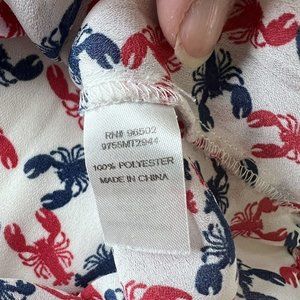 RN# 96502
9755MT2944
100% POLYESTER
MADE IN CHINA